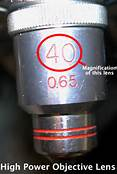 40
Magnification
of this lens
0.65
High Power Objective Lens